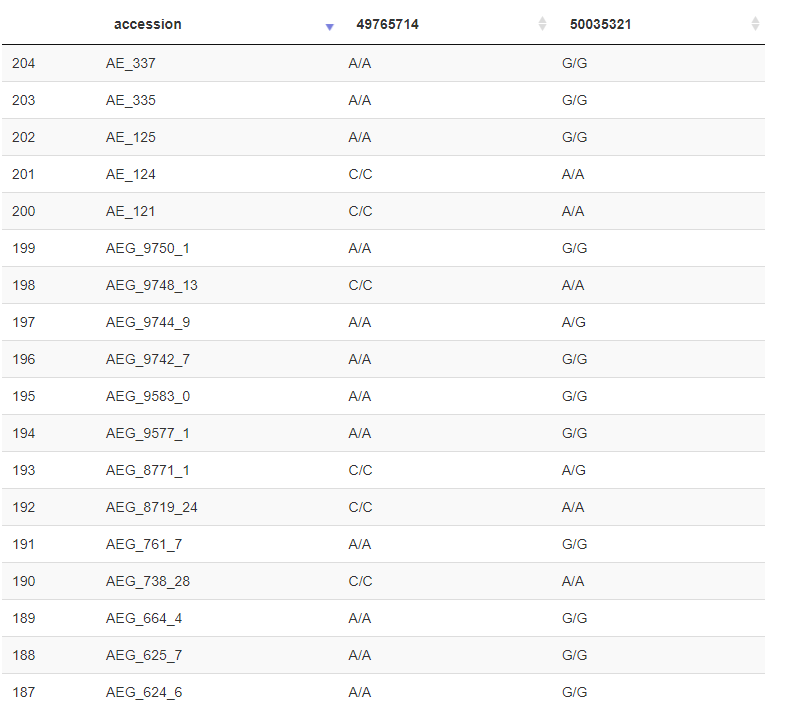 accession 49765714 50035321
204 AE_337 A/A G/G
203 AE_335 A/A G/G
202 AE_125 A/A G/G
201 AE_124 C/C A/A
200 AE_121 C/C A/A
199 AEG_9750_1 A/A G/G
198 AEG_9748_13 C/C A/A
197 AEG_9744_9 A/A A/G
196 AEG_9742_7 A/A G/G
195 AEG_9583_0 A/A G/G
194 AEG_9577_1 A/A G/G
193 AEG_8771_1 C/C A/G
192 AEG_8719_24 C/C A/A
191 AEG_761_7 A/A G/G
190 AEG_738_28 C/C A/A
189 AEG_664_4 A/A G/G
188 AEG_625_7 A/A G/G
187 AEG_624_6 A/A G/G